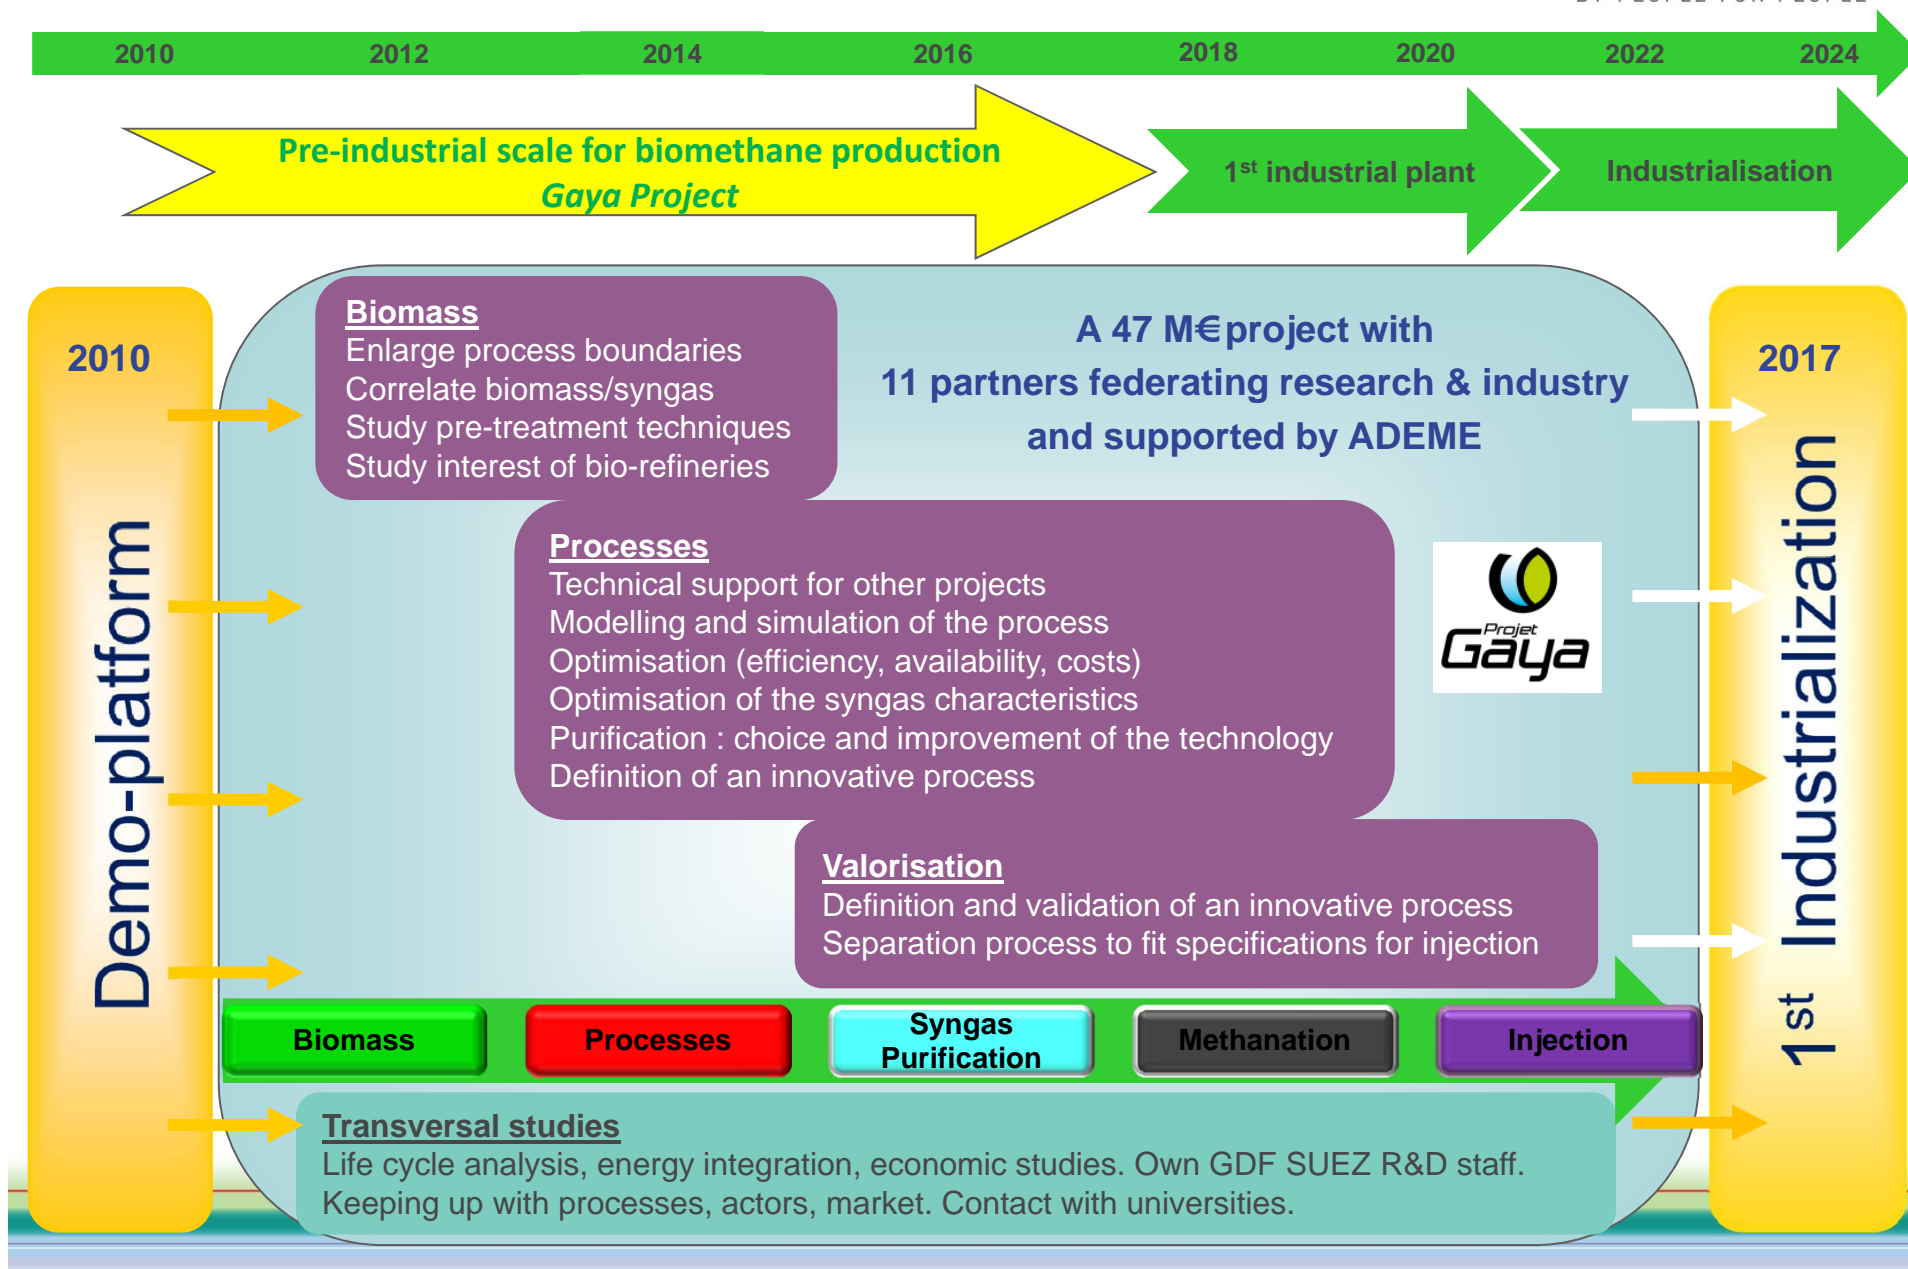 BY PEOPLE FOR PEOPLE
2010 2012 2014 2016 2018 2020 2022 2024
Pre-industrial scale for biomethane production
Gaya Project
1st industrial plant
Industrialisation
2010
Demo-platform
Biomass
Enlarge process boundaries
Correlate biomass/syngas
Study pre-treatment techniques
Study interest of bio-refineries
A 47 M€ project with
11 partners federating research & industry
and supported by ADEME
Processes
Technical support for other projects
Modelling and simulation of the process
Optimisation (efficiency, availability, costs)
Optimisation of the syngas characteristics
Purification : choice and improvement of the technology
Definition of an innovative process
Projet
Gaya
Valorisation
Definition and validation of an innovative process
Separation process to fit specifications for injection
Biomass
Processes
Syngas
Purification
Methanation
Injection
Transversal studies
Life cycle analysis, energy integration, economic studies. Own GDF SUEZ R&D staff.
Keeping up with processes, actors, market. Contact with universities.
2017
1st Industrialization